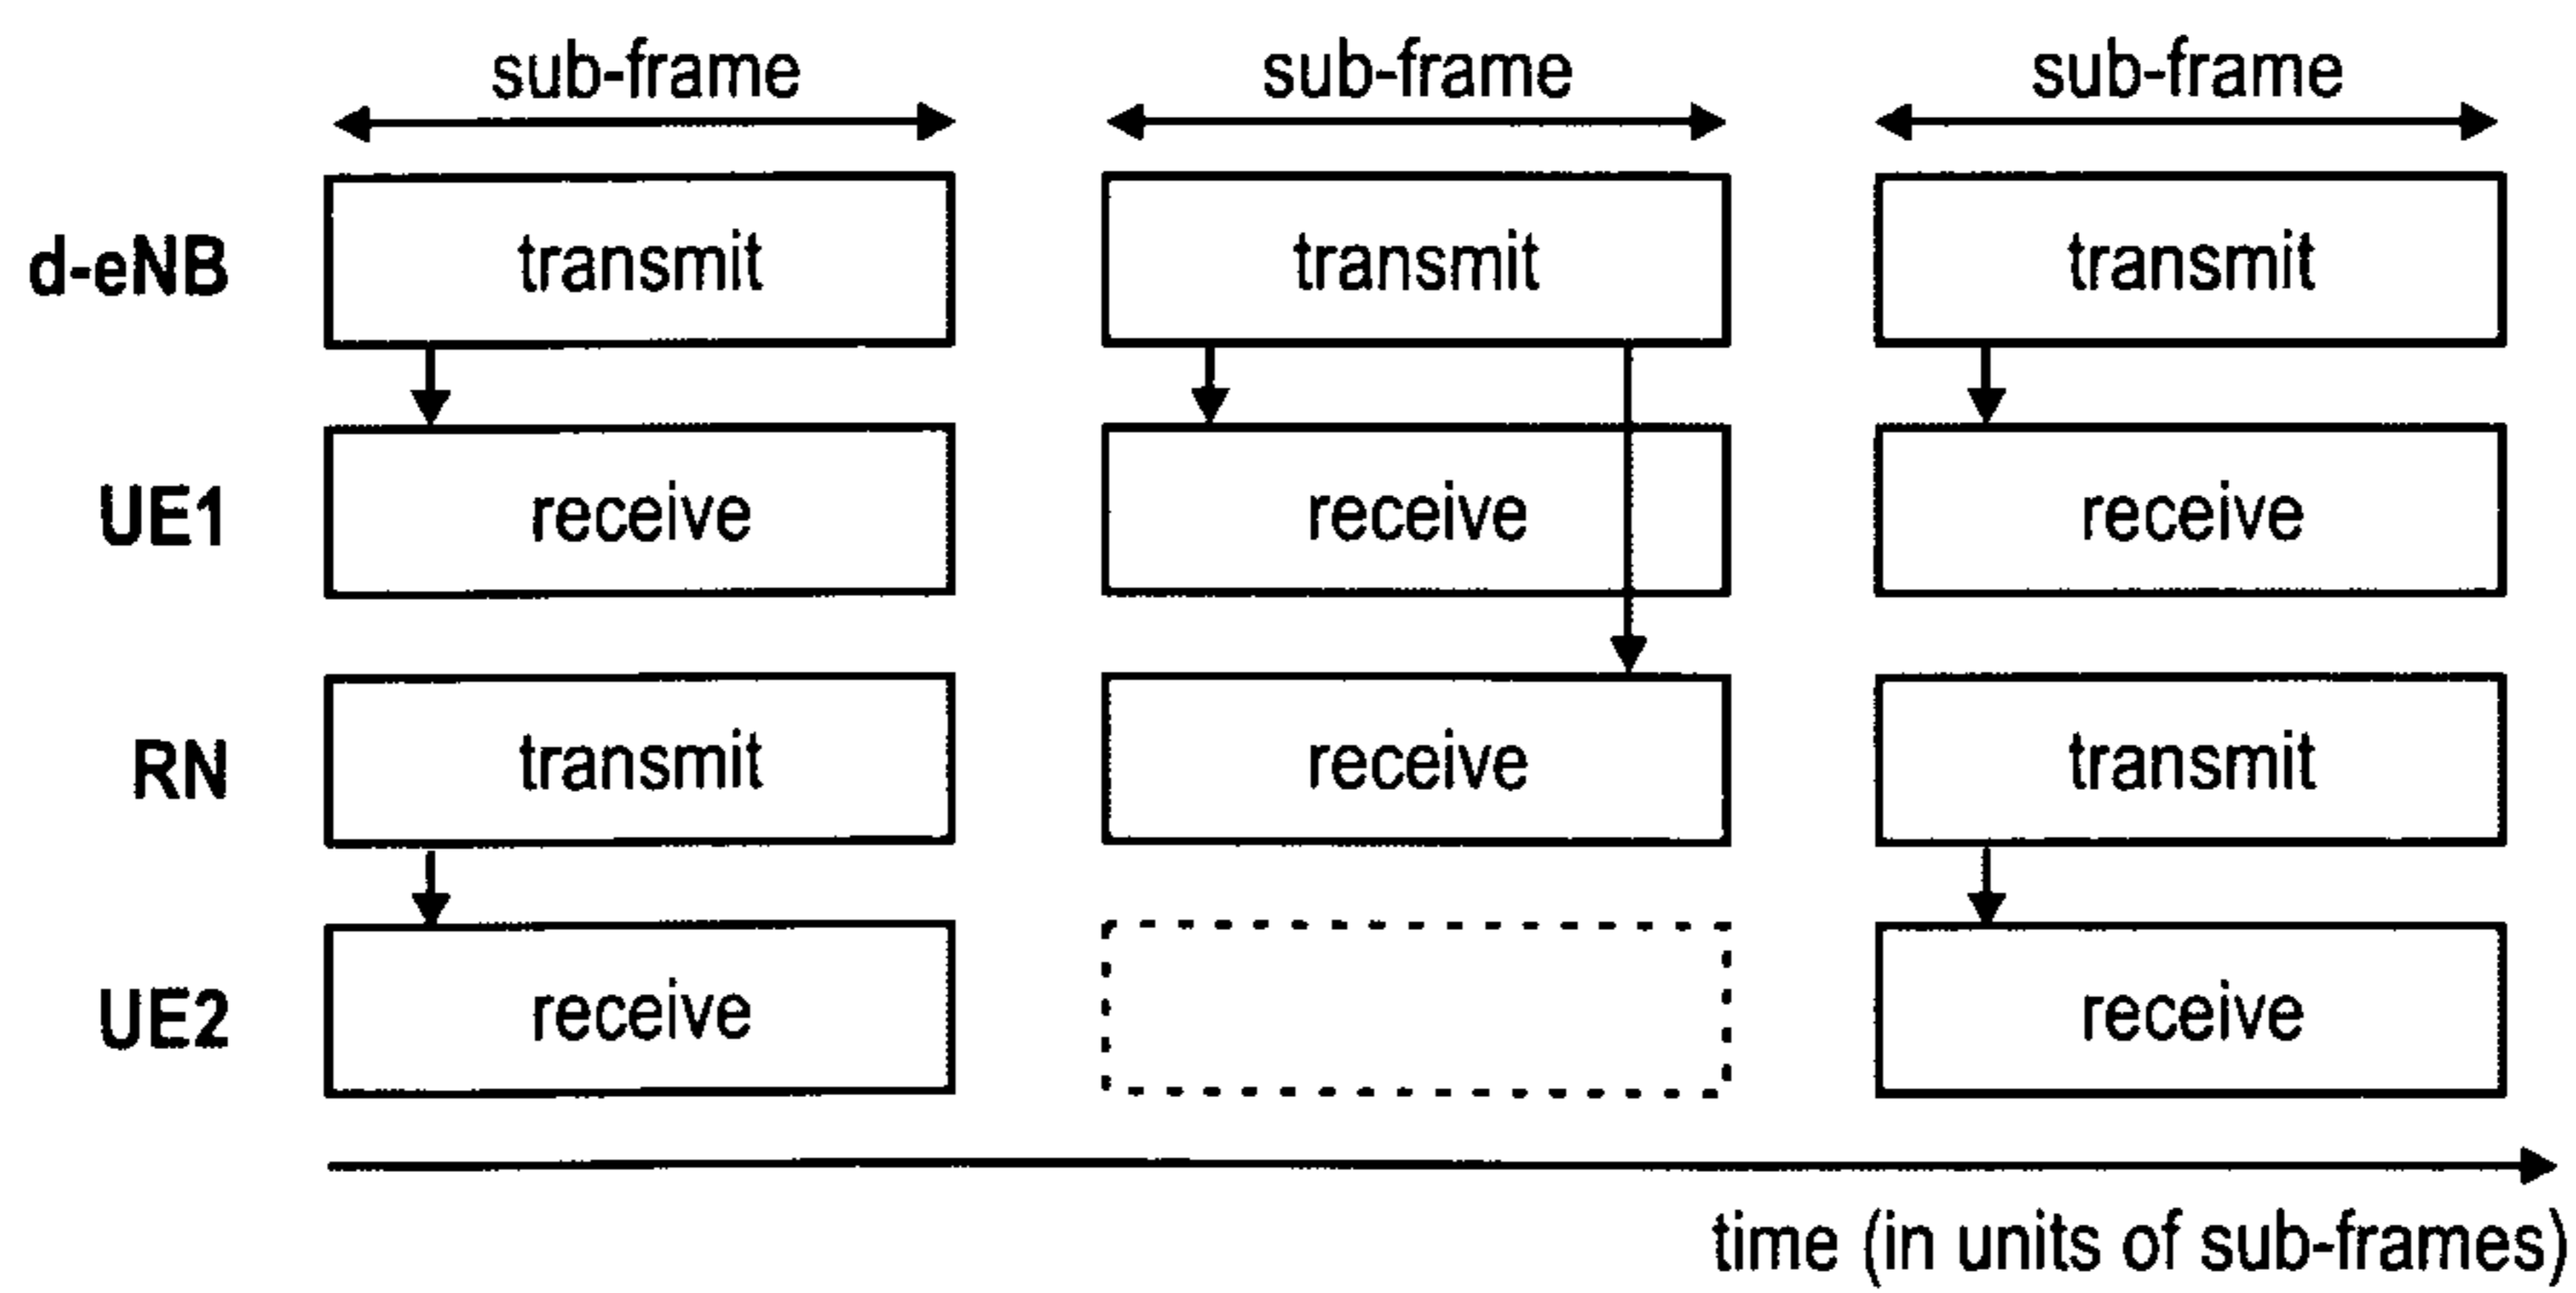 sub-frame sub-frame sub-frame
d-eNB transmit transmit transmit
UE1 receive receive receive
RN transmit receive transmit
UE2 receive receive
time (in units of sub-frames)